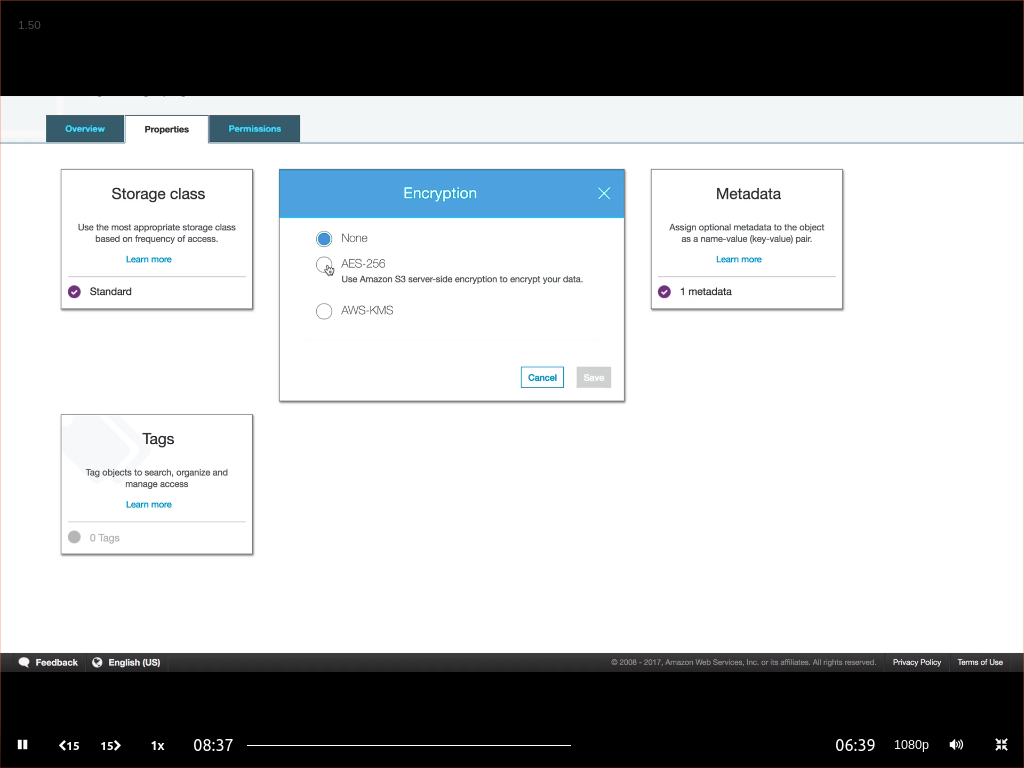 1.50
Overview
Properties
Permissions
Storage class
Use the most appropriate storage class
based on frequency of access.
Learn more
Standard
Encryption
None
AES-256
Use Amazon S3 server-side encryption to encrypt your data.
AWS-KMS
Cancel
Save
Metadata
Assign optional metadata to the object
as a name-value (key-value) pair.
Learn more
1 metadata
Tags
Tag objects to search, organize and
manage access
Learn more
0 Tags
Feedback
English (US)
© 2008 - 2017, Amazon Web Services, Inc. or its affiliates. All rights reserved.
Privacy Policy
Terms of Use
15
15
1x
08:37
06:39
1080p